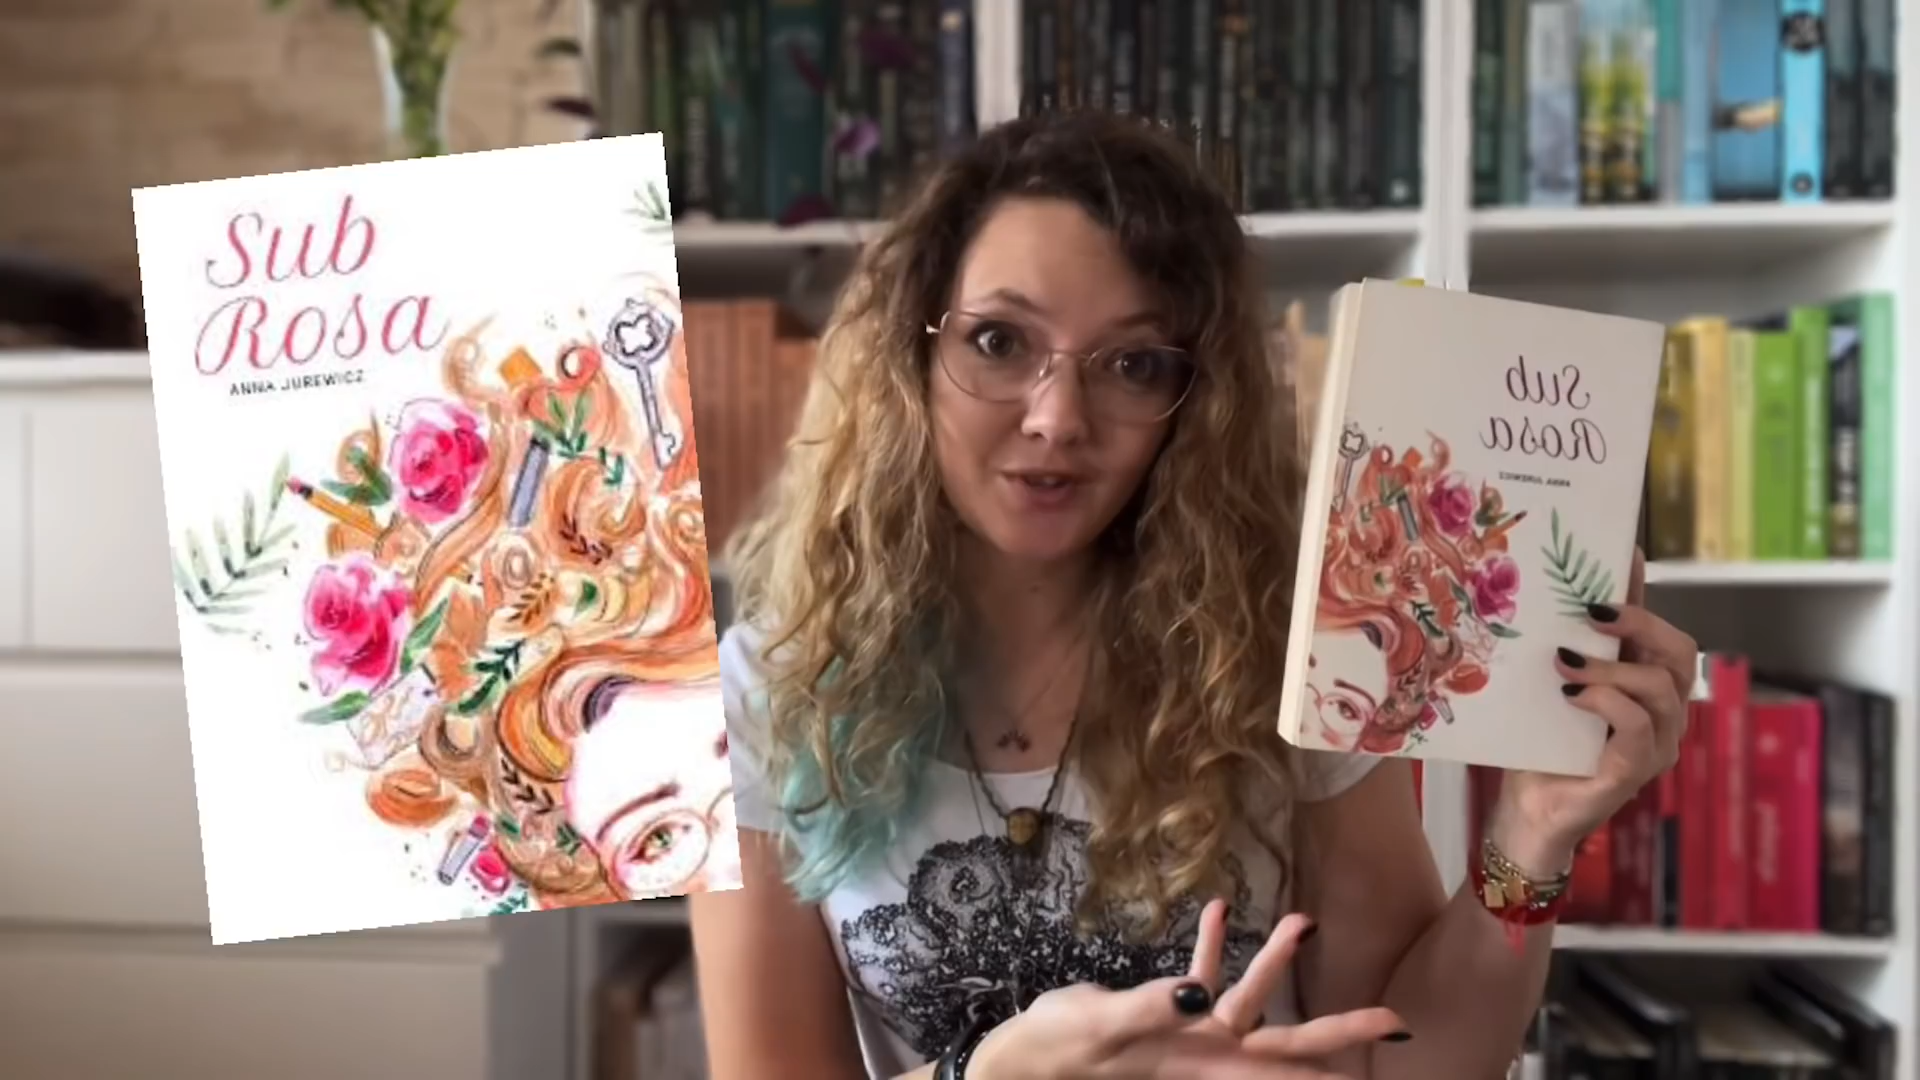 Sub
Rosa
ANNA JUREWICZ
Sub
Rosa
ANNA JUREWICZ